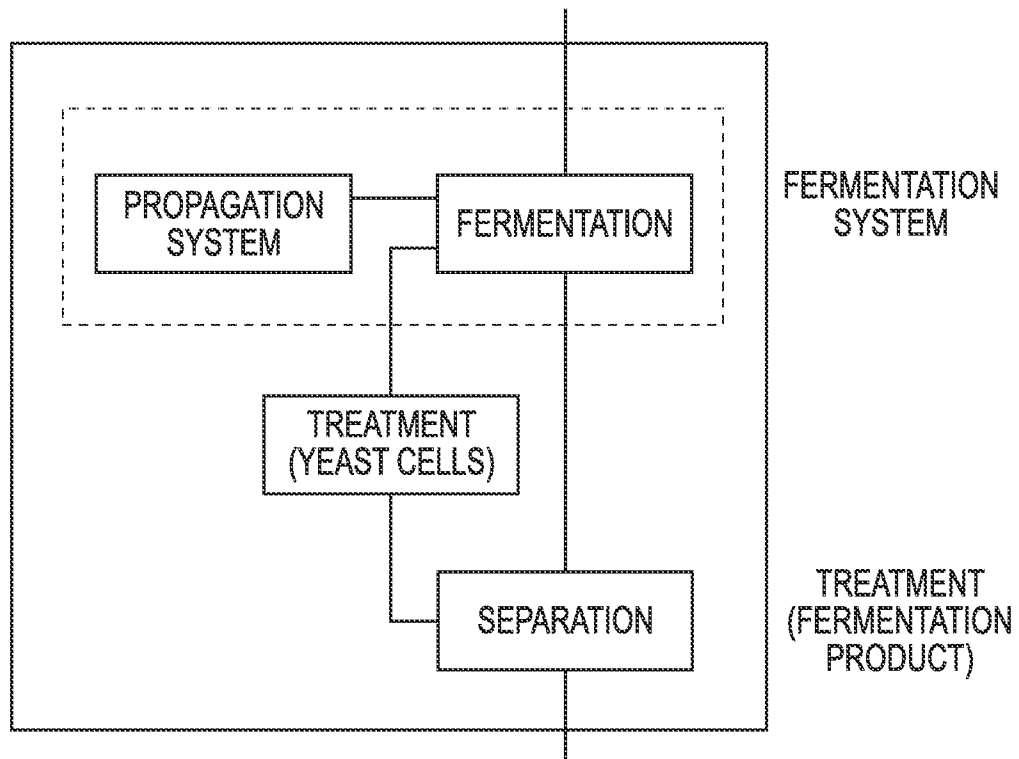 PROPAGATION
SYSTEM
FERMENTATION
FERMENTATION
SYSTEM
TREATMENT
(YEAST CELLS)
SEPARATION
TREATMENT
(FERMENTATION
PRODUCT)